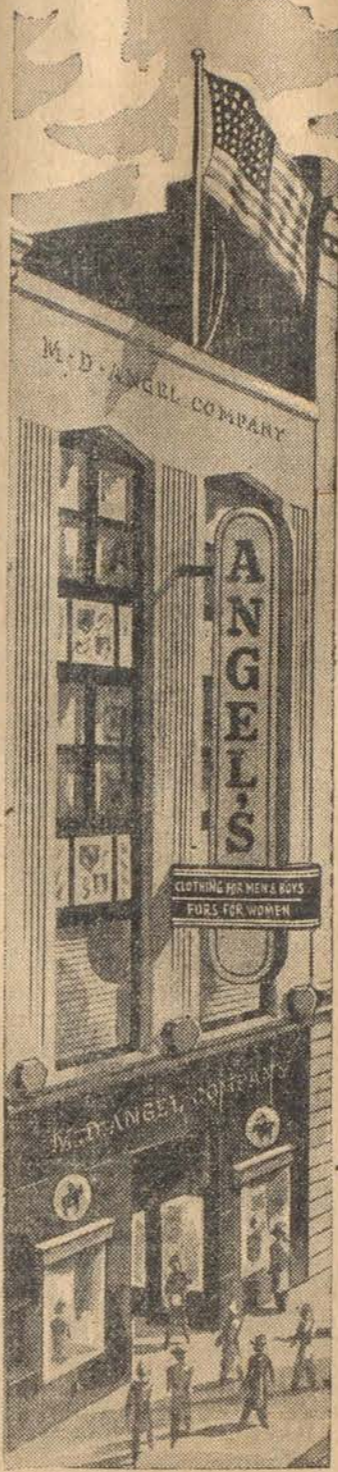 M·D·ANGEL COMPANY
ANGEL'S
CLOTHING FOR MEN & BOYS
FURS FOR WOMEN
M·D·ANGEL COMPANY